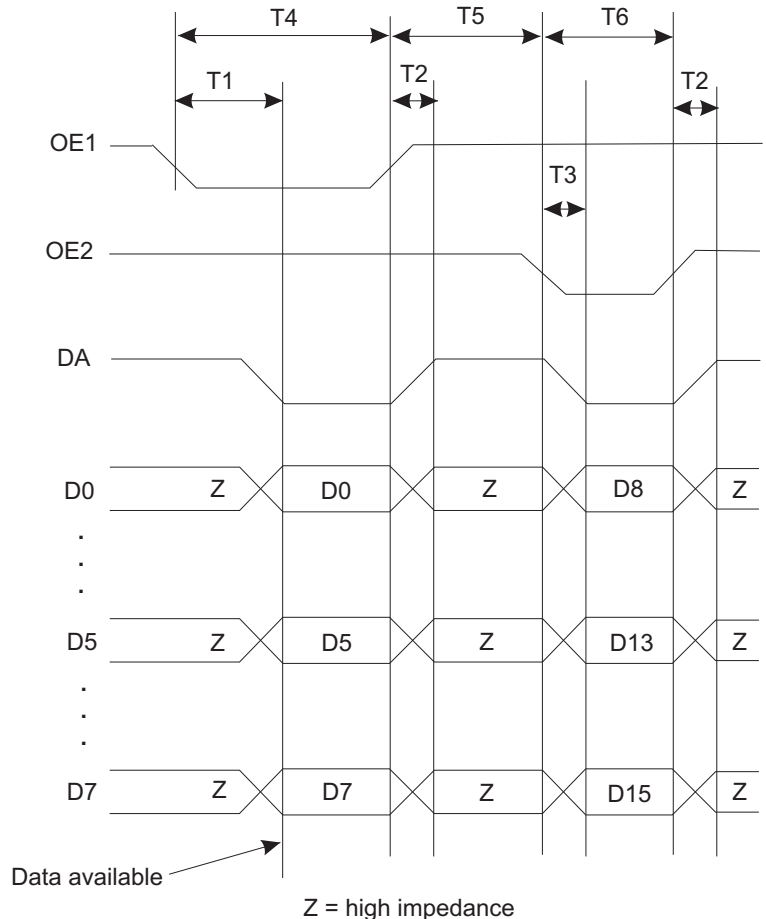 T4 T5 T6
T1 T2 T2
OE1
T3
OE2
DA
D0 Z D0 Z D8 Z
.
.
.
D5 Z D5 Z D13 Z
.
.
.
D7 Z D7 Z D15 Z
Data available
Z = high impedance